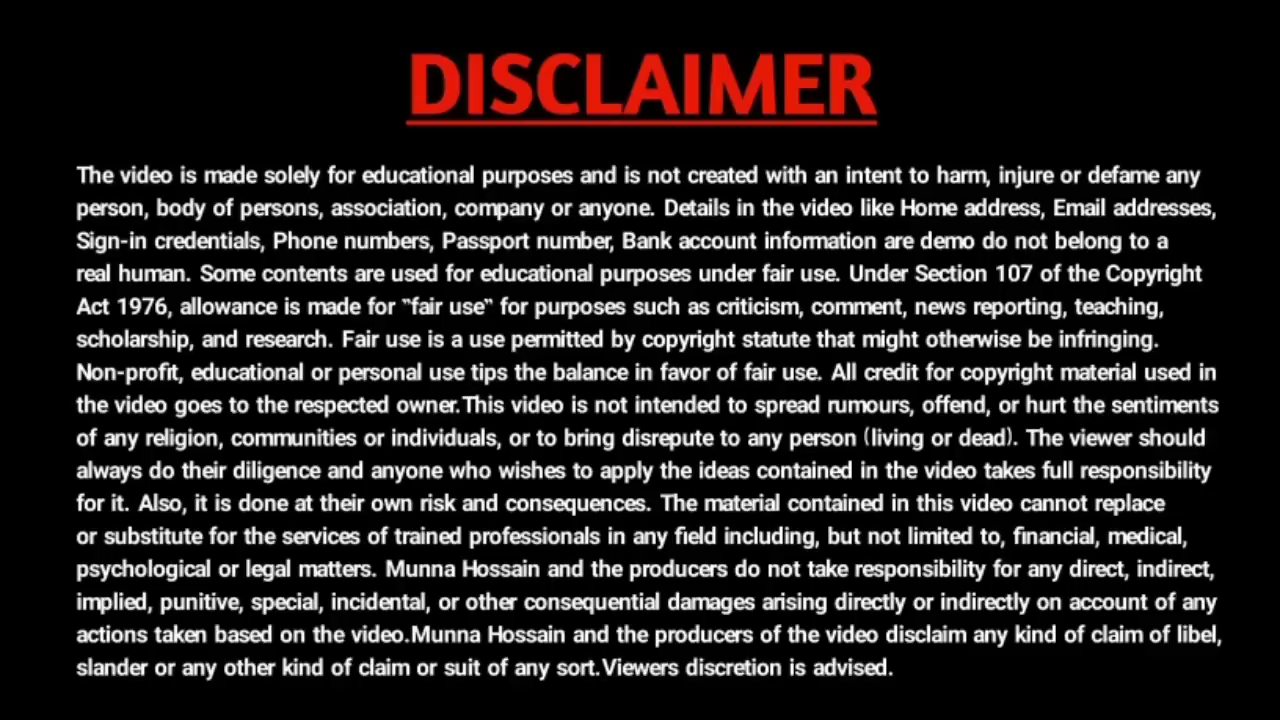 DISCLAIMER
The video is made solely for educational purposes and is not created with an intent to harm, injure or defame any
person, body of persons, association, company or anyone. Details in the video like Home address, Email addresses,
Sign-in credentials, Phone numbers, Passport number, Bank account information are demo do not belong to a
real human. Some contents are used for educational purposes under fair use. Under Section 107 of the Copyright
Act 1976, allowance is made for "fair use" for purposes such as criticism, comment, news reporting, teaching,
scholarship, and research. Fair use is a use permitted by copyright statute that might otherwise be infringing.
Non-profit, educational or personal use tips the balance in favor of fair use. All credit for copyright material used in
the video goes to the respected owner.This video is not intended to spread rumours, offend, or hurt the sentiments
of any religion, communities or individuals, or to bring disrepute to any person (living or dead). The viewer should
always do their diligence and anyone who wishes to apply the ideas contained in the video takes full responsibility
for it. Also, it is done at their own risk and consequences. The material contained in this video cannot replace
or substitute for the services of trained professionals in any field including, but not limited to, financial, medical,
psychological or legal matters. Munna Hossain and the producers do not take responsibility for any direct, indirect,
implied, punitive, special, incidental, or other consequential damages arising directly or indirectly on account of any
actions taken based on the video.Munna Hossain and the producers of the video disclaim any kind of claim of libel,
slander or any other kind of claim or suit of any sort.Viewers discretion is advised.